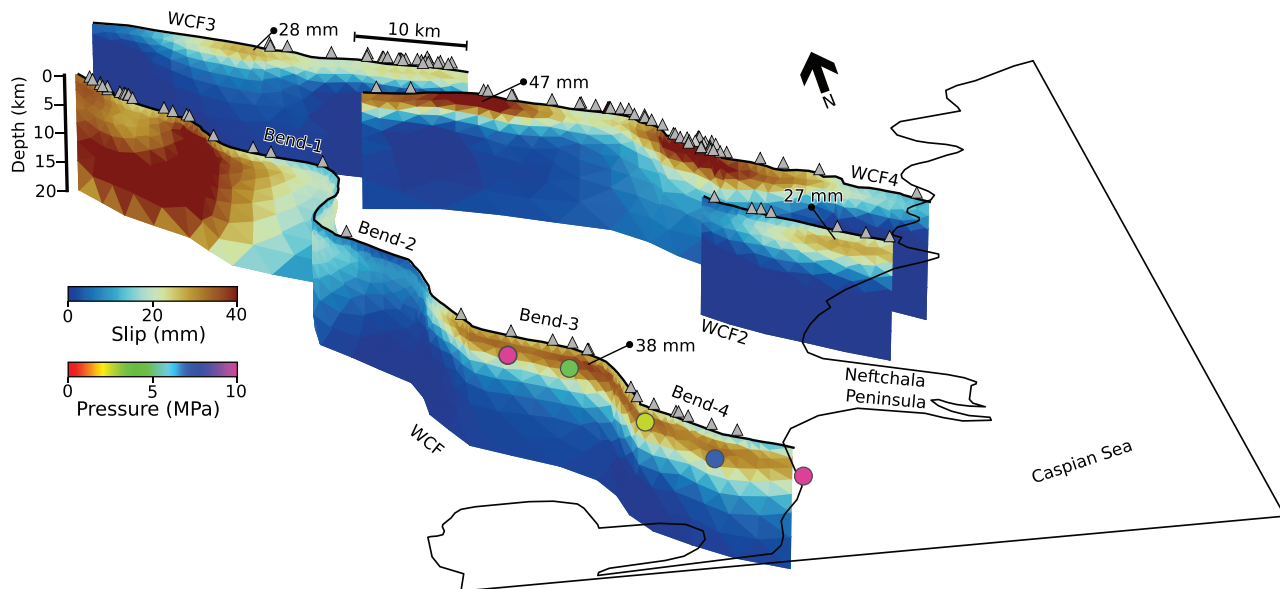 WCF3
28 mm
10 km
47 mm
N
Depth (km)
0
5
10
15
20
Bend-1
WCF4
27 mm
Bend-2
0 20 40
Slip (mm)
Bend-3
WCF2
38 mm
0 5 10
Pressure (MPa)
Neftchala
Peninsula
Bend-4
WCF
Caspian Sea